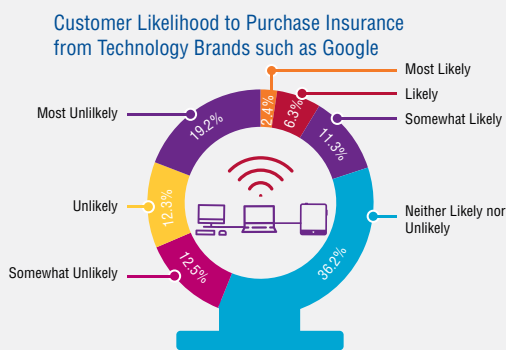 Customer Likelihood to Purchase Insurance
from Technology Brands such as Google
Most Likely
Likely
Somewhat Likely
Neither Likely nor
Unlikely
Somewhat Unlikely
Unlikely
Most Unlilkely
2.4%
6.3%
11.3%
36.2%
12.5%
12.3%
19.2%